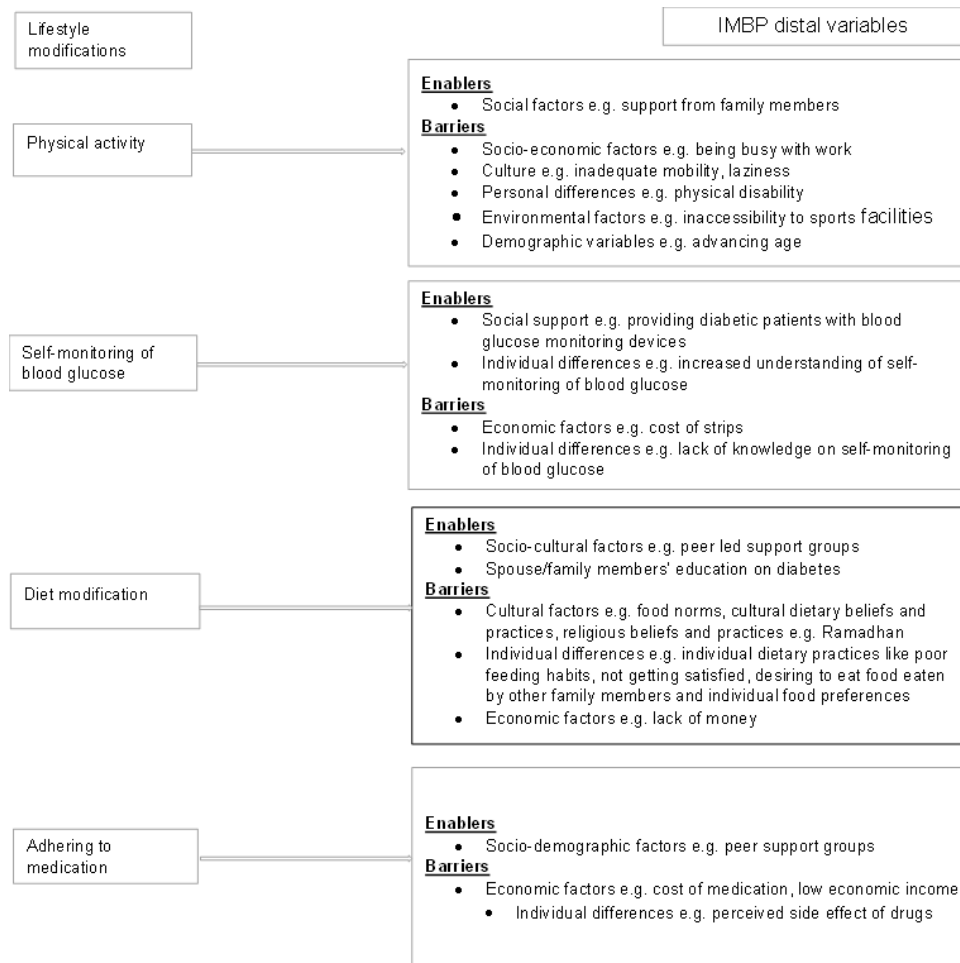 Lifestyle
modifications
IMBP distal variables
Physical activity
Enablers
• Social factors e.g. support from family members
Barriers
• Socio-economic factors e.g. being busy with work
• Culture e.g. inadequate mobility, laziness
• Personal differences e.g. physical disability
• Environmental factors e.g. inaccessibility to sports facilities
• Demographic variables e.g. advancing age
Self-monitoring of
blood glucose
Enablers
• Social support e.g. providing diabetic patients with blood
glucose monitoring devices
• Individual differences e.g. increased understanding of self-
monitoring of blood glucose
Barriers
• Economic factors e.g. cost of strips
• Individual differences e.g. lack of knowledge on self-monitoring
of blood glucose
Diet modification
Enablers
• Socio-cultural factors e.g. peer led support groups
• Spouse/family members' education on diabetes
Barriers
• Cultural factors e.g. food norms, cultural dietary beliefs and
practices, religious beliefs and practices e.g. Ramadhan
• Individual differences e.g. individual dietary practices like poor
feeding habits, not getting satisfied, desiring to eat food eaten
by other family members and individual food preferences
• Economic factors e.g. lack of money
Adhering to
medication
Enablers
• Socio-demographic factors e.g. peer support groups
Barriers
• Economic factors e.g. cost of medication, low economic income
• Individual differences e.g. perceived side effect of drugs